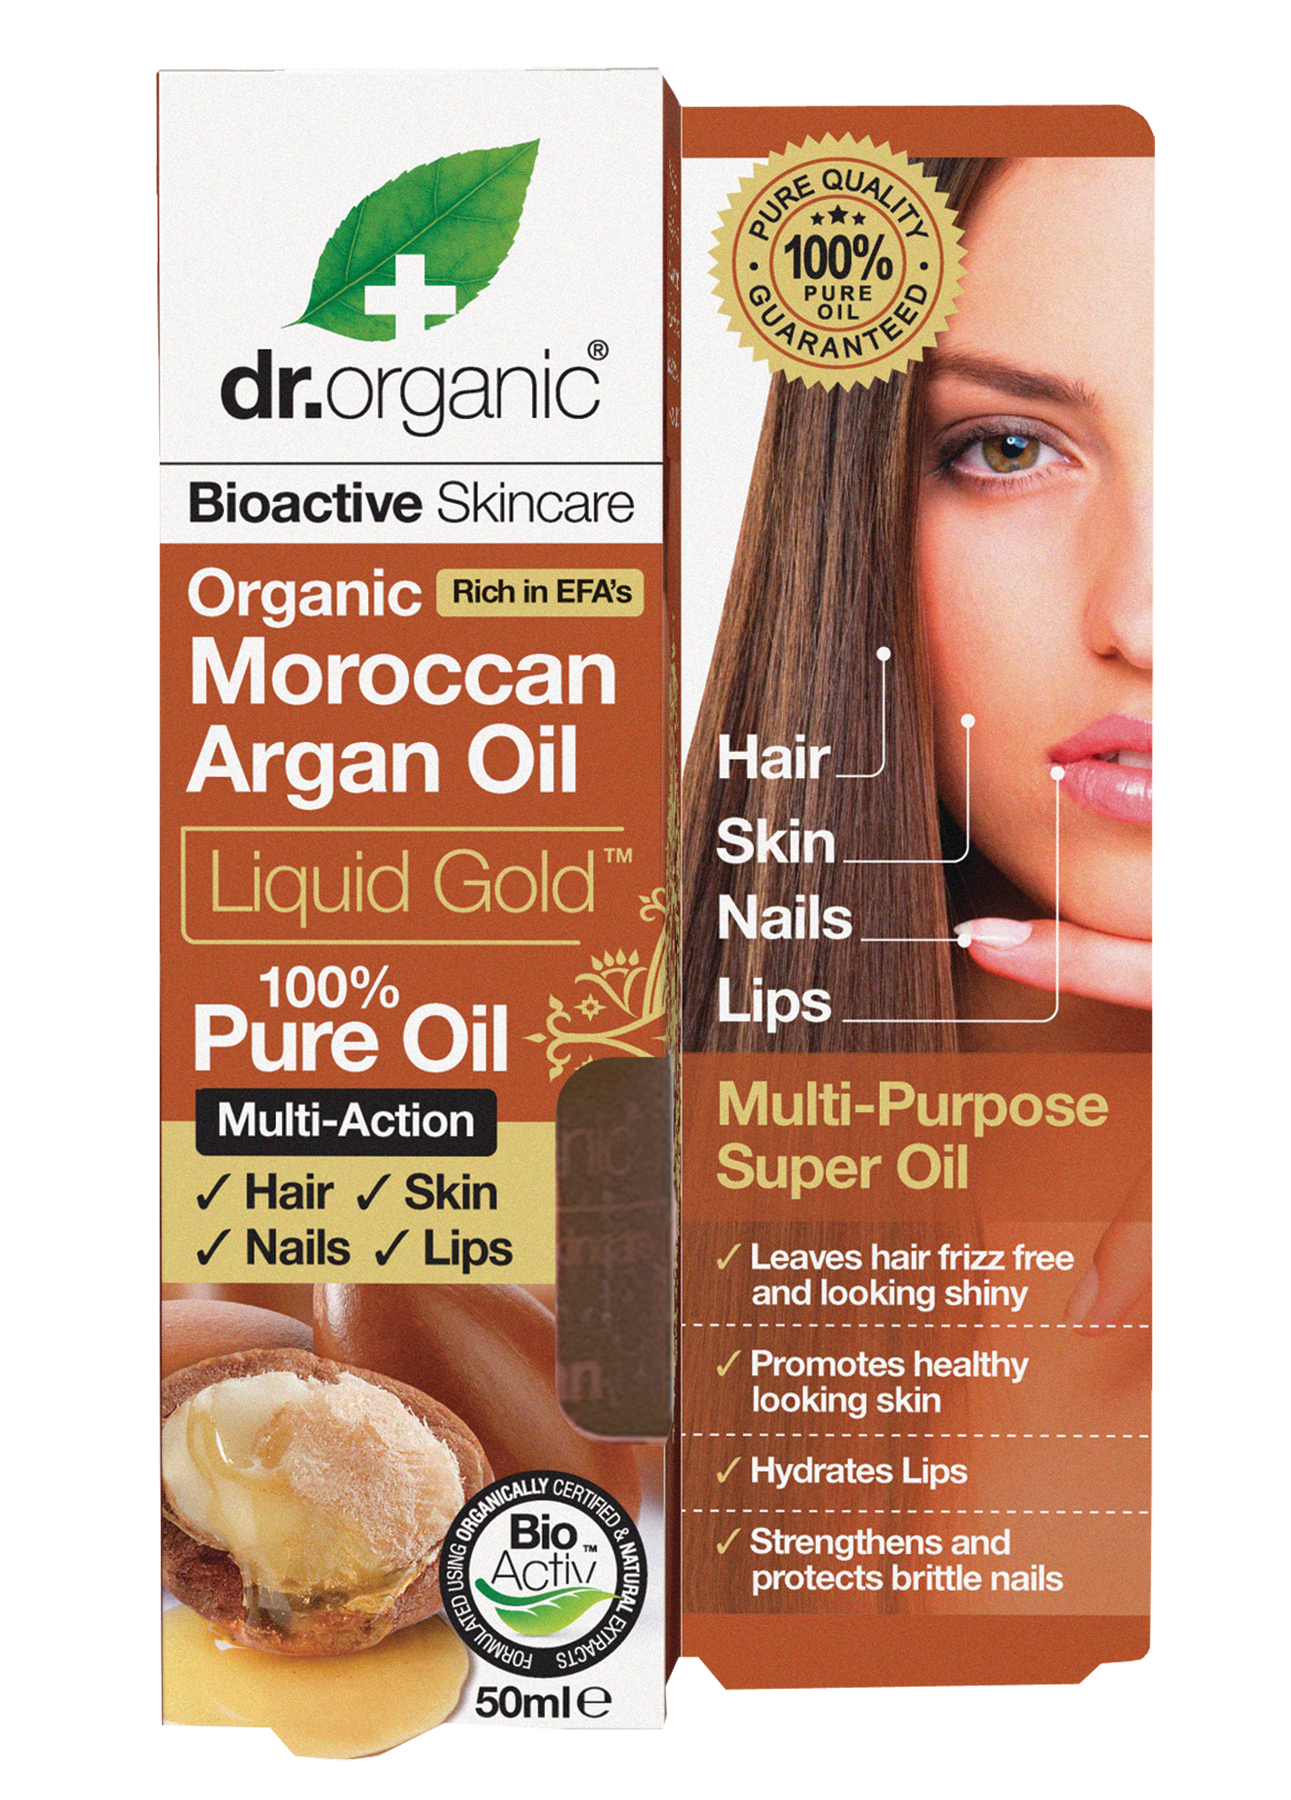 dr.organic®
Bioactive Skincare
Organic
Rich in EFA's
Moroccan
Argan Oil
Liquid Gold™
100%
Pure Oil
Multi-Action
✓ Hair ✓ Skin
✓ Nails ✓ Lips
FORMULATED USING ORGANICALLY CERTIFIED & NATURAL EXTRACTS
Bio
Activ™
50ml℮
PURE QUALITY
100%
PURE
OIL
GUARANTEED
Hair
Skin
Nails
Lips
Multi-Purpose
Super Oil
✓ Leaves hair frizz free
and looking shiny
✓ Promotes healthy
looking skin
✓ Hydrates Lips
✓ Strengthens and
protects brittle nails